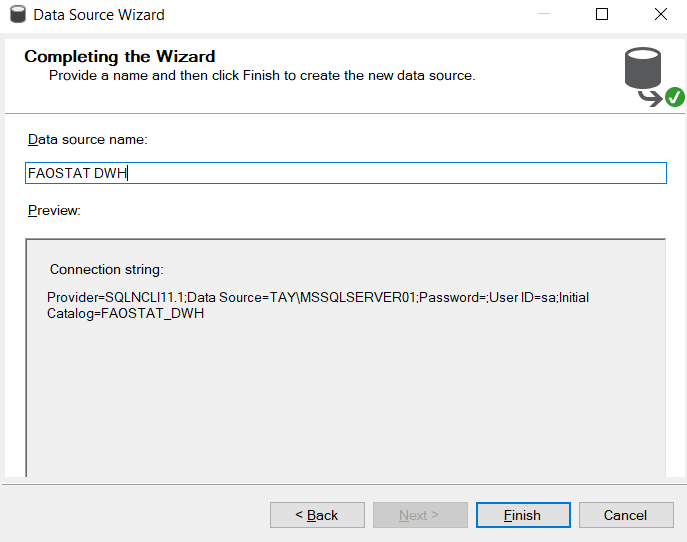 Data Source Wizard
Completing the Wizard
Provide a name and then click Finish to create the new data source.
Data source name:
FAOSTAT DWH
Preview:
Connection string:
Provider=SQLNCLI11.1;Data Source=TAY\MSSQLSERVER01;Password=;User ID=sa;Initial
Catalog=FAOSTAT_DWH
< Back
Next >
Finish
Cancel